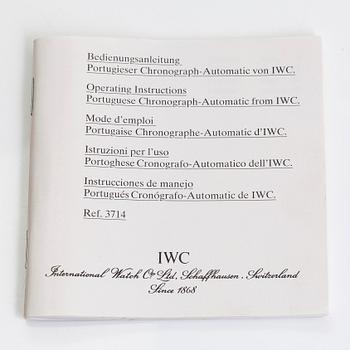 Bedienungsanleitung
Portugieser Chronograph-Automatic von IWC.
Operating Instructions
Portuguese Chronograph-Automatic from IWC.
Mode d'emploi
Portugaise Chronographe-Automatic d'IWC.
Istruzioni per l'uso
Portoghese Cronografo-Automatico dell'IWC.
Instrucciones de manejo
Portugués Cronógrafo-Automatic de IWC.
Ref. 3714
IWC
International Watch Co. Ltd, Schaffhausen, Switzerland
Since 1868